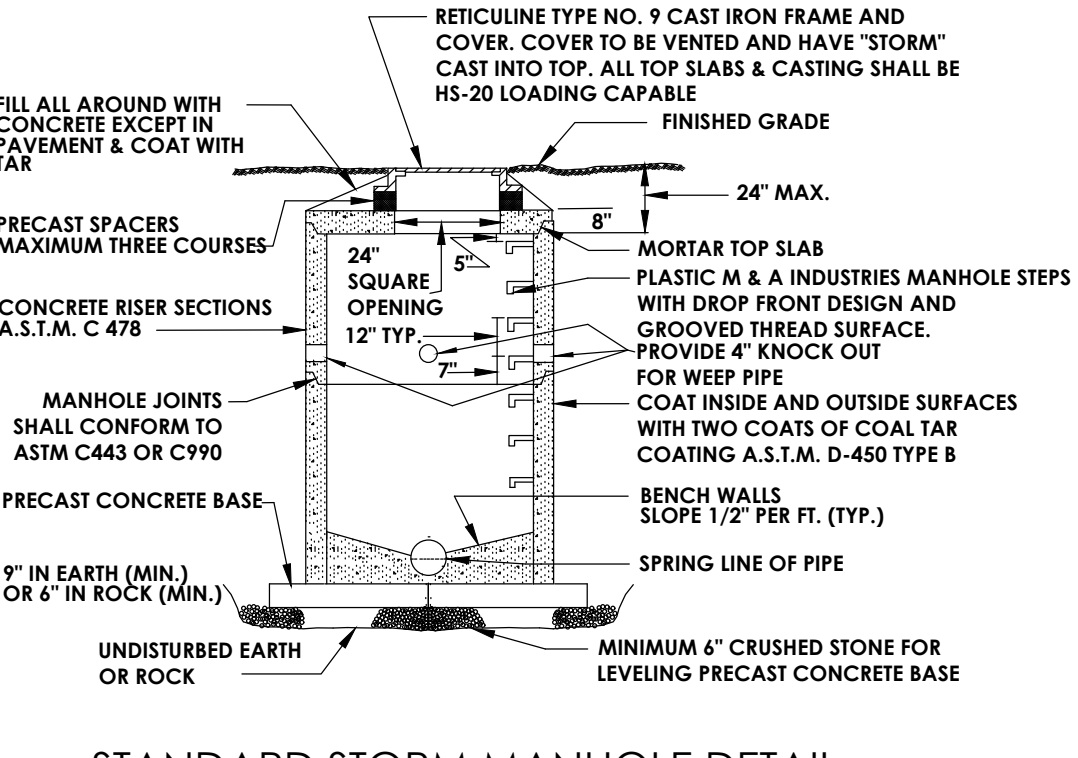 RETICULINE TYPE NO. 9 CAST IRON FRAME AND
COVER. COVER TO BE VENTED AND HAVE "STORM"
CAST INTO TOP. ALL TOP SLABS & CASTING SHALL BE
HS-20 LOADING CAPABLE
FILL ALL AROUND WITH
CONCRETE EXCEPT IN
PAVEMENT & COAT WITH
TAR
FINISHED GRADE
24" MAX.
8"
PRECAST SPACERS
MAXIMUM THREE COURSES
MORTAR TOP SLAB
24"
SQUARE
OPENING
5"
PLASTIC M & A INDUSTRIES MANHOLE STEPS
WITH DROP FRONT DESIGN AND
GROOVED THREAD SURFACE.
CONCRETE RISER SECTIONS
A.S.T.M. C 478
12" TYP.
7"
PROVIDE 4" KNOCK OUT
FOR WEEP PIPE
MANHOLE JOINTS
SHALL CONFORM TO
ASTM C443 OR C990
COAT INSIDE AND OUTSIDE SURFACES
WITH TWO COATS OF COAL TAR
COATING A.S.T.M. D-450 TYPE B
PRECAST CONCRETE BASE
BENCH WALLS
SLOPE 1/2" PER FT. (TYP.)
SPRING LINE OF PIPE
9" IN EARTH (MIN.)
OR 6" IN ROCK (MIN.)
UNDISTURBED EARTH
OR ROCK
MINIMUM 6" CRUSHED STONE FOR
LEVELING PRECAST CONCRETE BASE
STANDARD STORM MANHOLE DETAIL